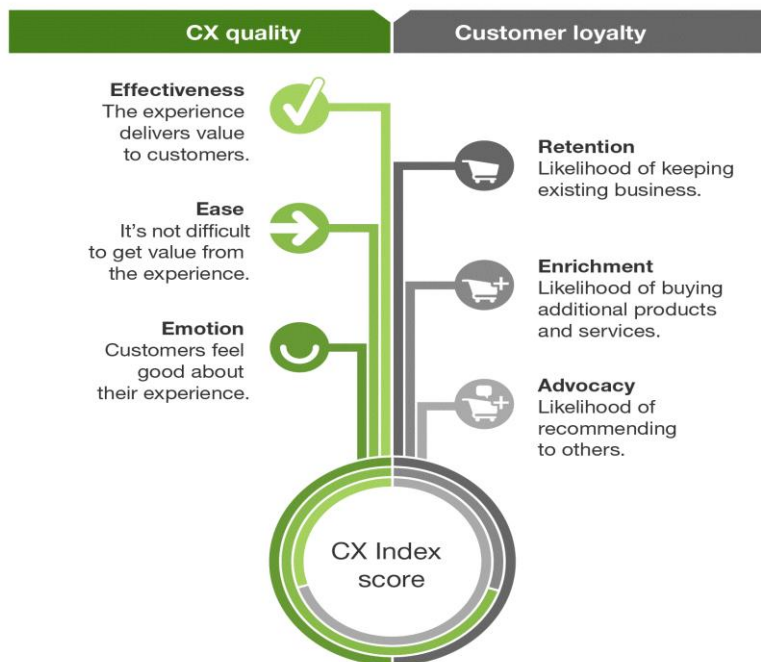 CX quality
Customer loyalty
Effectiveness
The experience
delivers value
to customers.
Ease
It's not difficult
to get value from
the experience.
Emotion
Customers feel
good about
their experience.
Retention
Likelihood of keeping
existing business.
Enrichment
Likelihood of buying
additional products
and services.
Advocacy
Likelihood of
recommending
to others.
CX Index
score